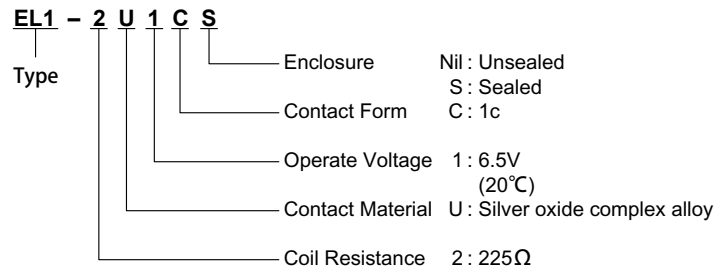 EL1 – 2 U 1 C S
Type
Enclosure Nil : Unsealed
S : Sealed
Contact Form C : 1c
Operate Voltage 1 : 6.5V
(20℃)
Contact Material U : Silver oxide complex alloy
Coil Resistance 2 : 225Ω